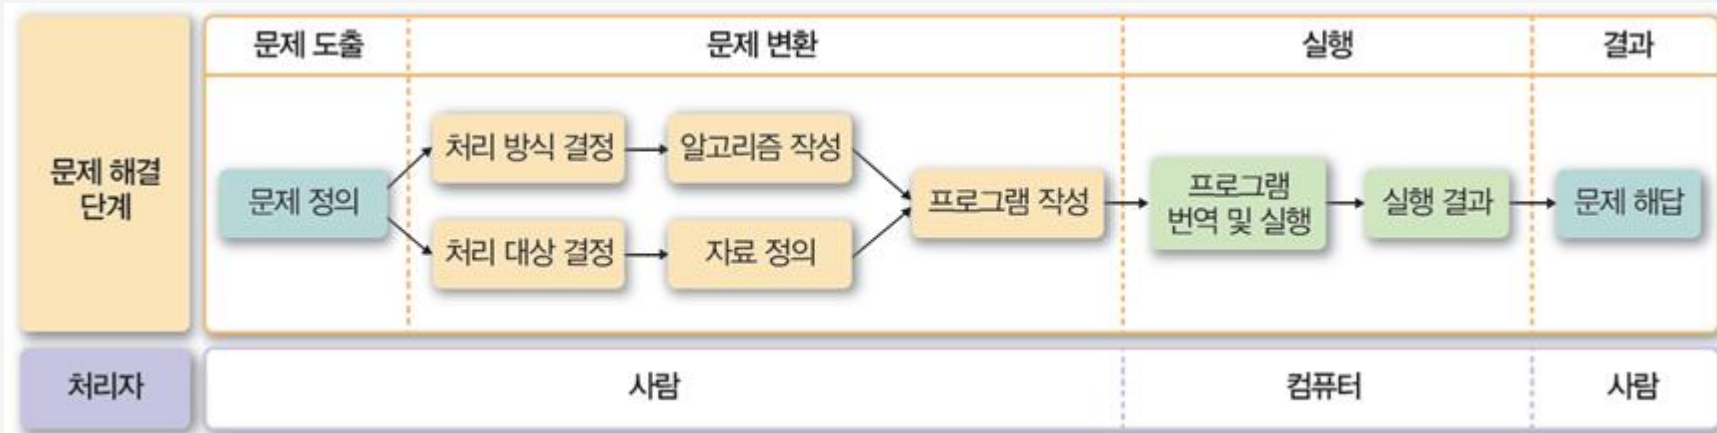 문제 해결
단계
문제 도출
문제 변환
실행
결과
문제 정의
처리 방식 결정
알고리즘 작성
처리 대상 결정
자료 정의
프로그램 작성
프로그램
번역 및 실행
실행 결과
문제 해답
처리자
사람
컴퓨터
사람